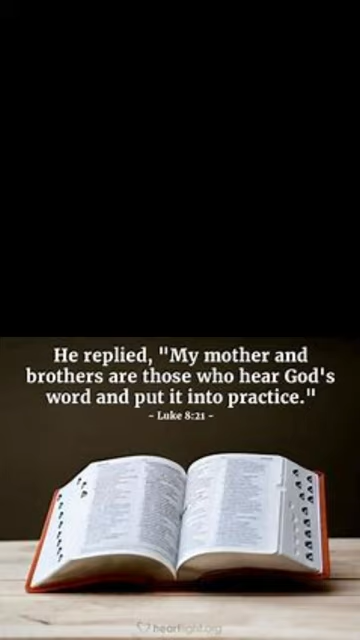 He replied, "My mother and
brothers are those who hear God's
word and put it into practice."
- Luke 8:21 -
heartlight.org